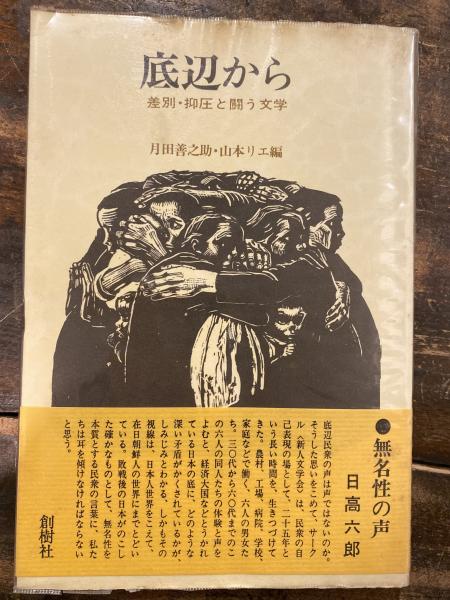 底辺から
差別・抑圧と闘う文学
月田善之助・山本リエ編
●無名性の声
日高六郎
底辺民衆の声は声ではないのか。
そうした思いをこめて、サーク
ル〈新人文学会〉は、民衆の自
己表現の場として、二十五年と
いう長い時間を、生きつづけて
きた。農村、工場、病院、学校、
家庭などで働く、六人の男女た
ち。三〇代から六〇代までのこ
の六人の同人たちの体験と声を
よむと、経済大国などとうかれ
ている日本の底に、どのような
深い矛盾がかくされているかが、
しみじみとわかる。しかもその
視線は、日本人世界をこえて、
在日朝鮮人の世界にまでとどい
ている。敗戦後の日本がのこし
た確かなものとして、無名性を
本質とする民衆の言葉に、私た
ちは耳を傾けなければならない
と思う。
創樹社